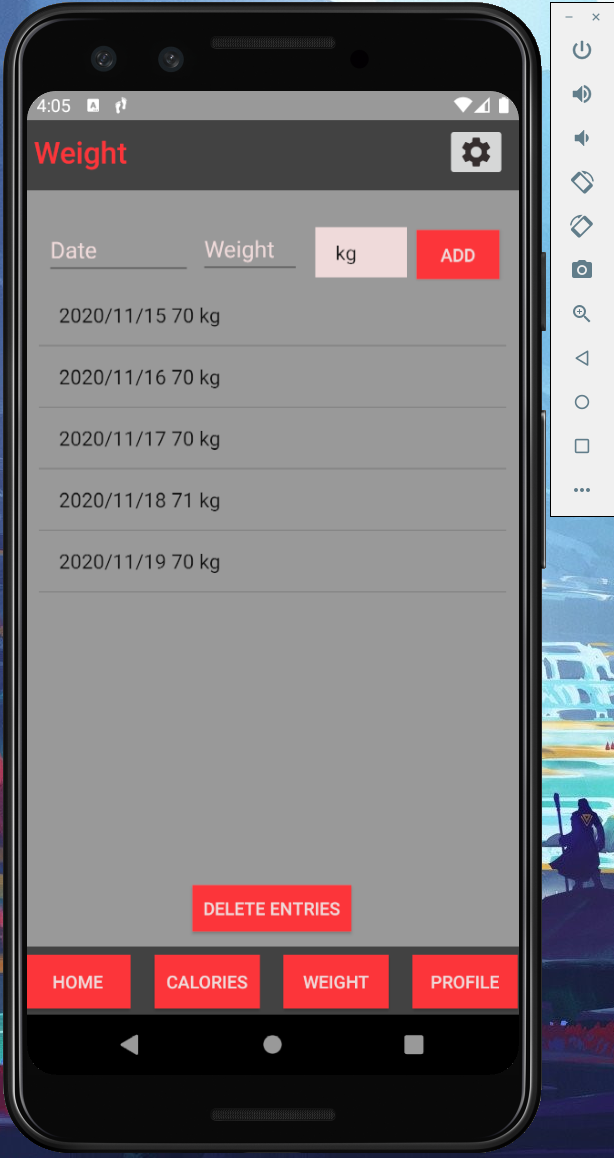 4:05
Weight
Date Weight kg ADD
2020/11/15 70 kg
2020/11/16 70 kg
2020/11/17 70 kg
2020/11/18 71 kg
2020/11/19 70 kg
DELETE ENTRIES
HOME CALORIES WEIGHT PROFILE